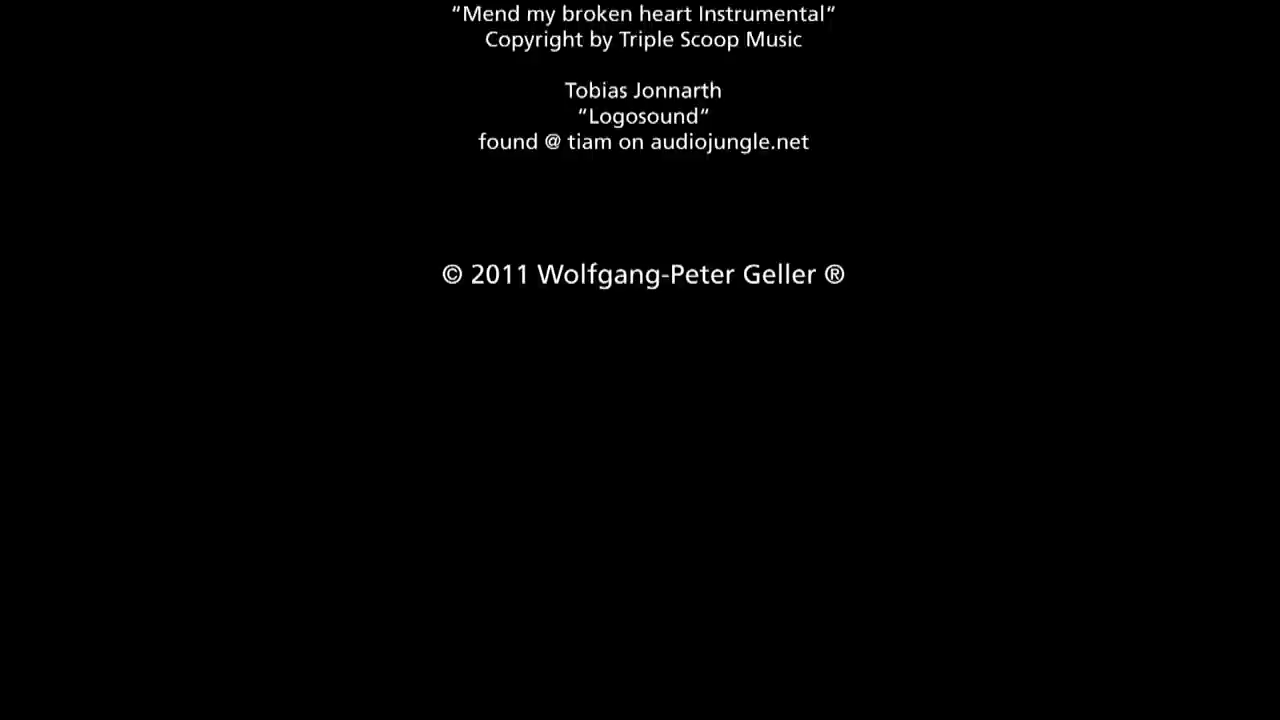 “Mend my broken heart Instrumental“
Copyright by Triple Scoop Music
Tobias Jonnarth
“Logosound“
found @ tiam on audiojungle.net
© 2011 Wolfgang-Peter Geller ®